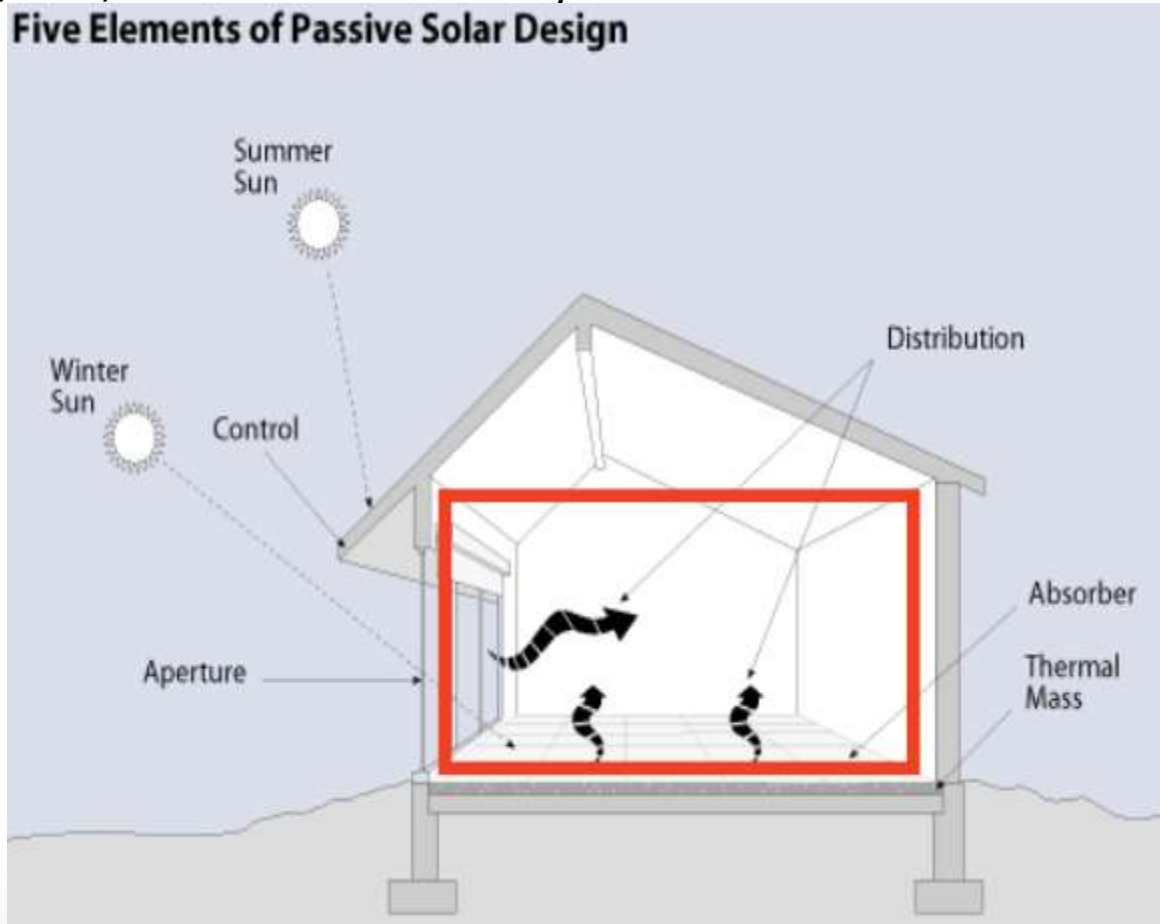 Five Elements of Passive Solar Design
Summer
Sun
Winter
Sun
Control
Distribution
Aperture
Absorber
Thermal
Mass